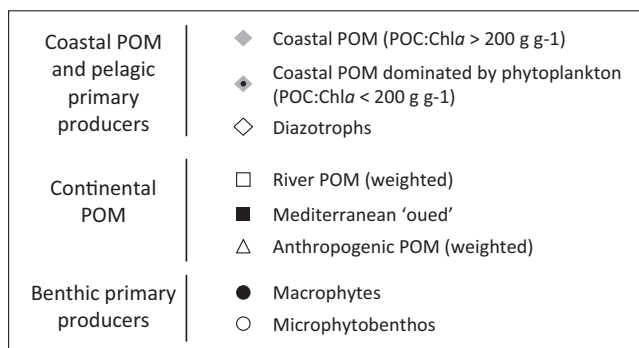 Coastal POM
and pelagic
primary
producers
Coastal POM (POC:Chla > 200 g g-1)
Coastal POM dominated by phytoplankton
(POC:Chla < 200 g g-1)
Diazotrophs
Continental
POM
River POM (weighted)
Mediterranean ‘oued’
Anthropogenic POM (weighted)
Benthic primary
producers
Macrophytes
Microphytobenthos